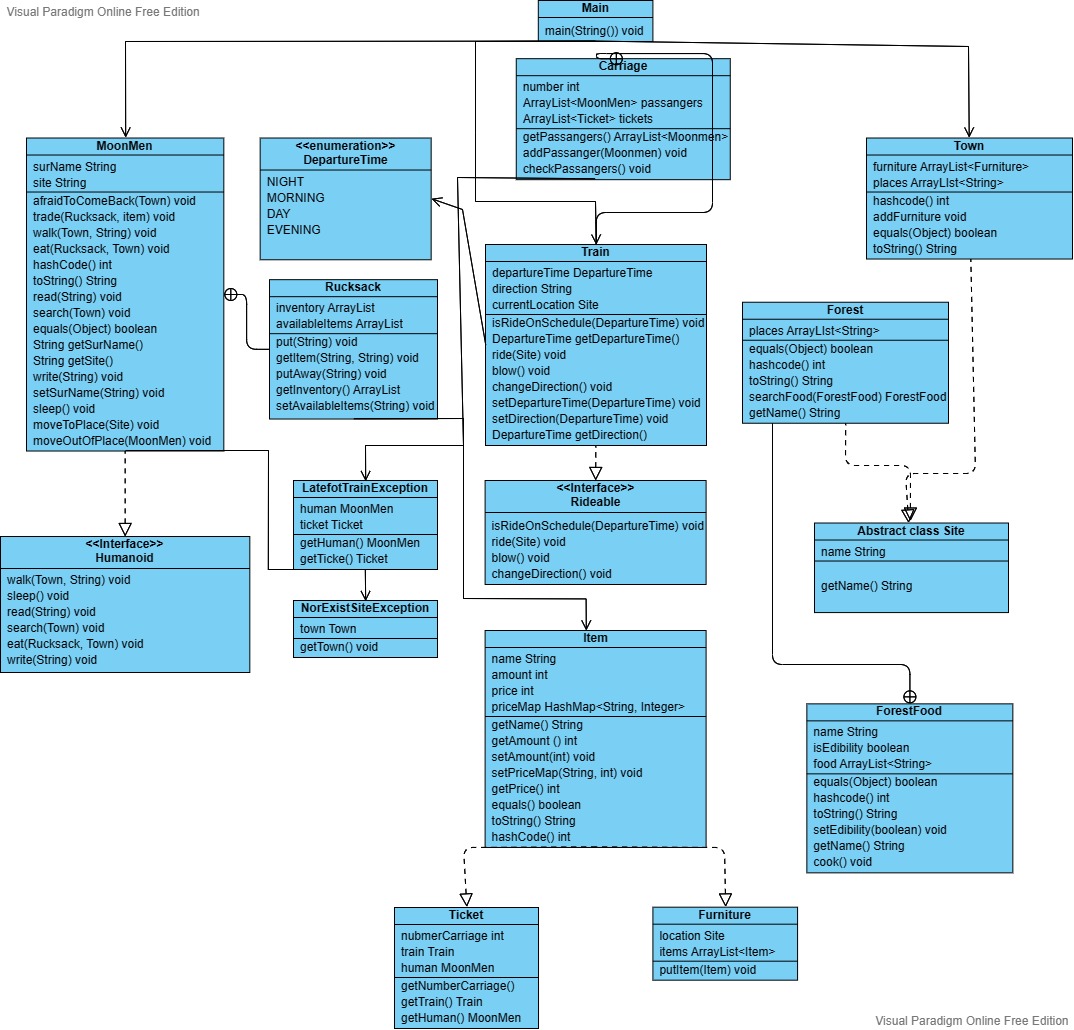 Visual Paradigm Online Free Edition
Main
main(String()) void
Carriage
number int
ArrayList<MoonMen> passangers
ArrayList<Ticket> tickets
getPassangers() ArrayList<Moonmen>
addPassanger(Moonmen) void
checkPassangers() void
MoonMen
surName String
site String
afraidToComeBack(Town) void
trade(Rucksack, item) void
walk(Town, String) void
eat(Rucksack, Town) void
hashCode() int
toString() String
read(String) void
search(Town) void
equals(Object) boolean
String getSurName()
String getSite()
write(String) void
setSurName(String) void
sleep() void
moveToPlace(Site) void
moveOutOfPlace(MoonMen) void
<<enumeration>>
DepartureTime
NIGHT
MORNING
DAY
EVENING
Town
furniture ArrayList<Furniture>
places ArrayLIst<String>
hashcode() int
addFurniture void
equals(Object) boolean
toString() String
Train
departureTime DepartureTime
direction String
currentLocation Site
isRideOnSchedule(DepartureTime) void
DepartureTime getDepartureTime()
ride(Site) void
blow() void
changeDirection() void
setDepartureTime(DepartureTime) void
setDirection(DepartureTime) void
DepartureTime getDirection()
Rucksack
inventory ArrayList
availableItems ArrayList
put(String) void
getItem(String, String) void
putAway(String) void
getInventory() ArrayList
setAvailableItems(String) void
Forest
places ArrayLIst<String>
equals(Object) boolean
hashcode() int
toString() String
searchFood(ForestFood) ForestFood
getName() String
LatefotTrainException
human MoonMen
ticket Ticket
getHuman() MoonMen
getTicke() Ticket
<<Interface>>
Rideable
isRideOnSchedule(DepartureTime) void
ride(Site) void
blow() void
changeDirection() void
Abstract class Site
name String
getName() String
<<Interface>>
Humanoid
walk(Town, String) void
sleep() void
read(String) void
search(Town) void
eat(Rucksack, Town) void
write(String) void
NorExistSiteException
town Town
getTown() void
Item
name String
amount int
price int
priceMap HashMap<String, Integer>
getName() String
getAmount () int
setAmount(int) void
setPriceMap(String, int) void
getPrice() int
equals() boolean
toString() String
hashCode() int
ForestFood
name String
isEdibility boolean
food ArrayList<String>
equals(Object) boolean
hashcode() int
toString() String
setEdibility(boolean) void
getName() String
cook() void
Ticket
nubmerCarriage int
train Train
human MoonMen
getNumberCarriage()
getTrain() Train
getHuman() MoonMen
Furniture
location Site
items ArrayList<Item>
putItem(Item) void
Visual Paradigm Online Free Edition